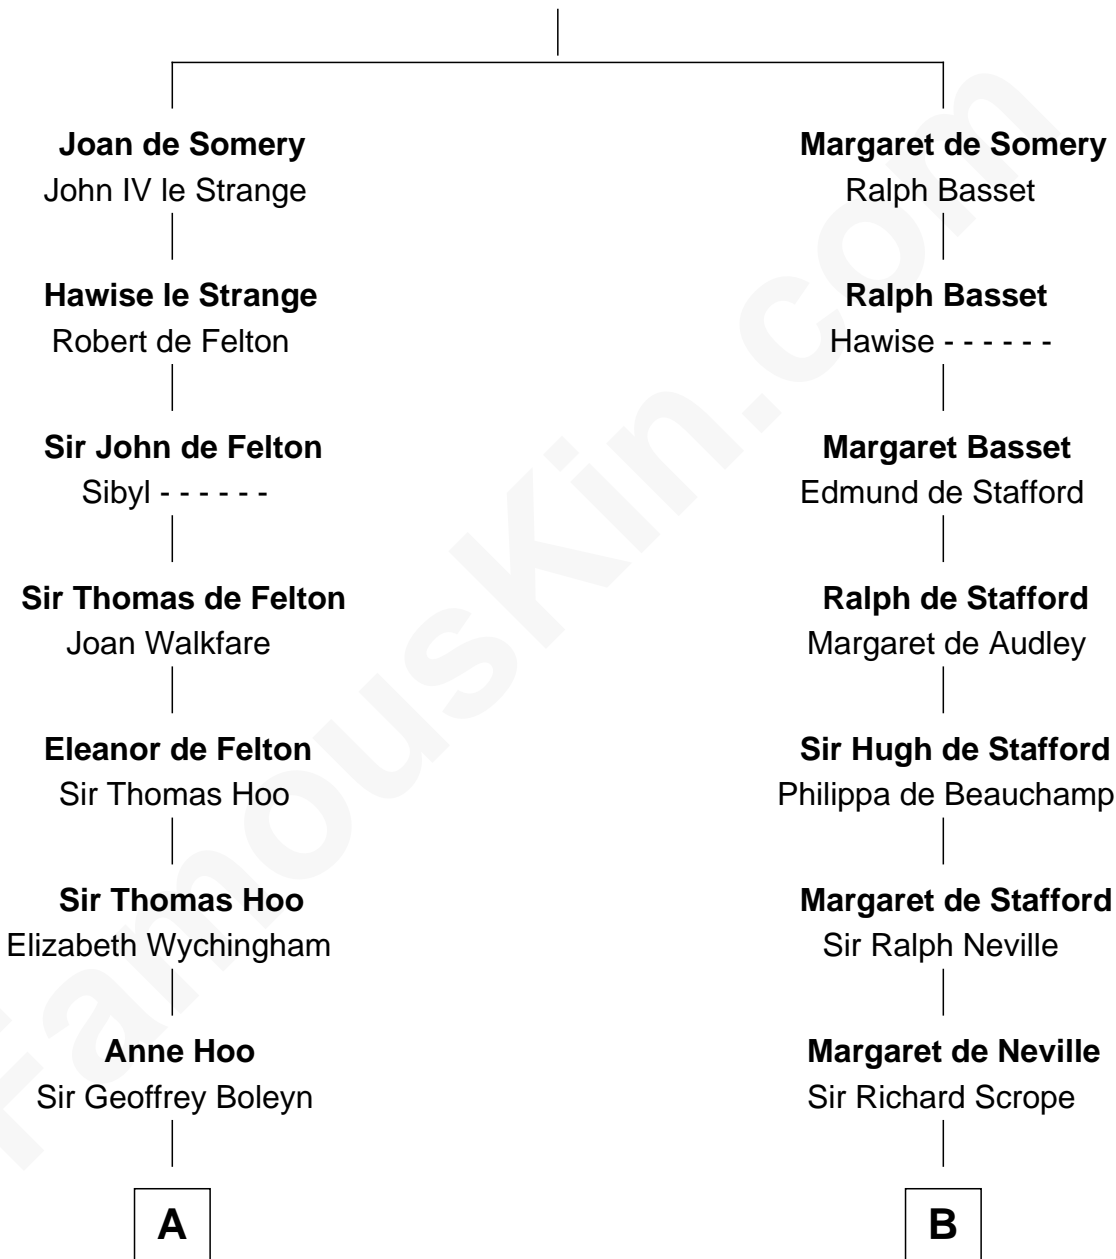 Joan de Somery
John IV le Strange
Hawise le Strange
Robert de Felton
Sir John de Felton
Sibyl - - - - - -
Sir Thomas de Felton
Joan Walkfare
Eleanor de Felton
Sir Thomas Hoo
Sir Thomas Hoo
Elizabeth Wychingham
Anne Hoo
Sir Geoffrey Boleyn
A
Margaret de Somery
Ralph Basset
Ralph Basset
Hawise - - - - - -
Margaret Basset
Edmund de Stafford
Ralph de Stafford
Margaret de Audley
Sir Hugh de Stafford
Philippa de Beauchamp
Margaret de Stafford
Sir Ralph Neville
Margaret de Neville
Sir Richard Scrope
B
FamousKin.com